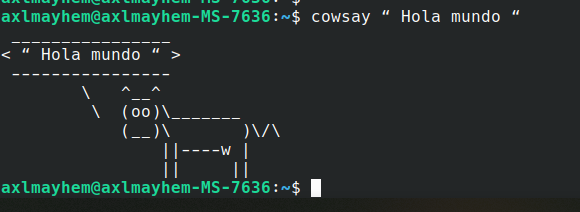 axlmayhem@axlmayhem-MS-7636:~$ cowsay “ Hola mundo “
 ________________
< “ Hola mundo “ >
 ----------------
        \   ^__^
         \  (oo)\_______
            (__)\       )\/\
                ||----w |
                ||     ||
axlmayhem@axlmayhem-MS-7636:~$